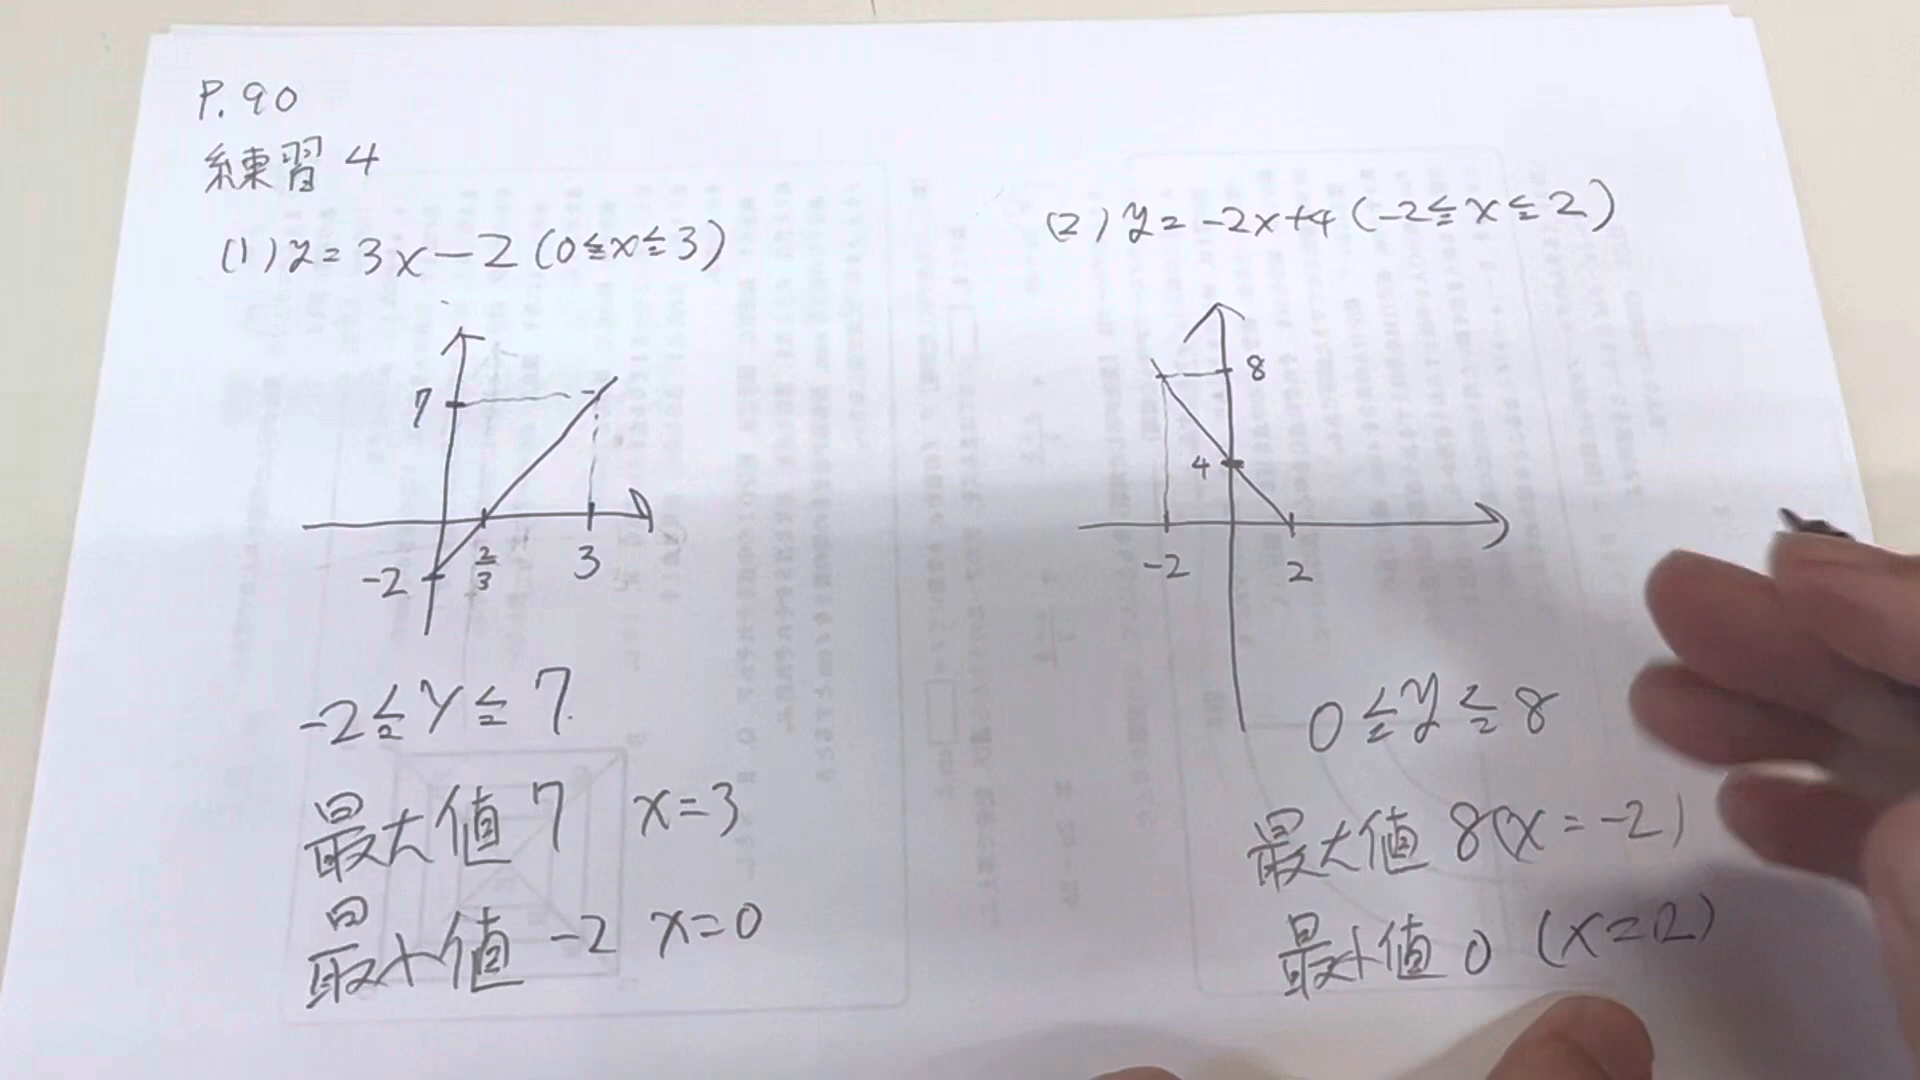 P.90
練習 4
(1) y=3x-2 (0≦x≦3)
7
-2
2/3
3
-2≦y≦7.
最大値 7 x=3
最小値 -2 x=0
(2) y=-2x+4 (-2≦x≦2)
8
4
-2
2
0≦y≦8
最大値 8(x=-2)
最小値 0 (x=2)